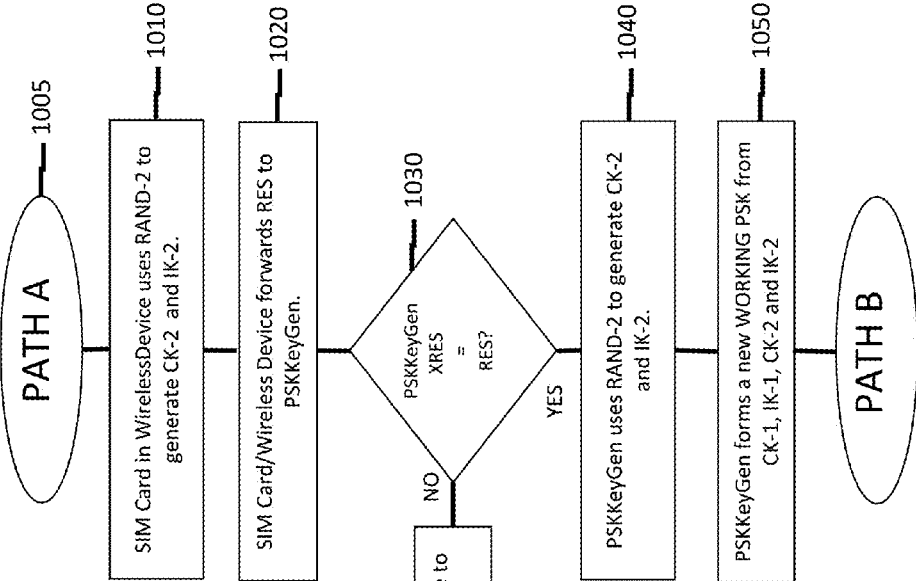 PATH A
1005
SIM Card in WirelessDevice uses RAND-2 to
generate CK-2 and IK-2.
1010
SIM Card/Wireless Device forwards RES to
PSKKeyGen.
1020
PSKKeyGen
XRES
=
RES?
1030
NO
e to
YES
PSKKeyGen uses RAND-2 to generate CK-2
and IK-2.
1040
PSKKeyGen forms a new WORKING PSK from
CK-1, IK-1, CK-2 and IK-2
1050
PATH B